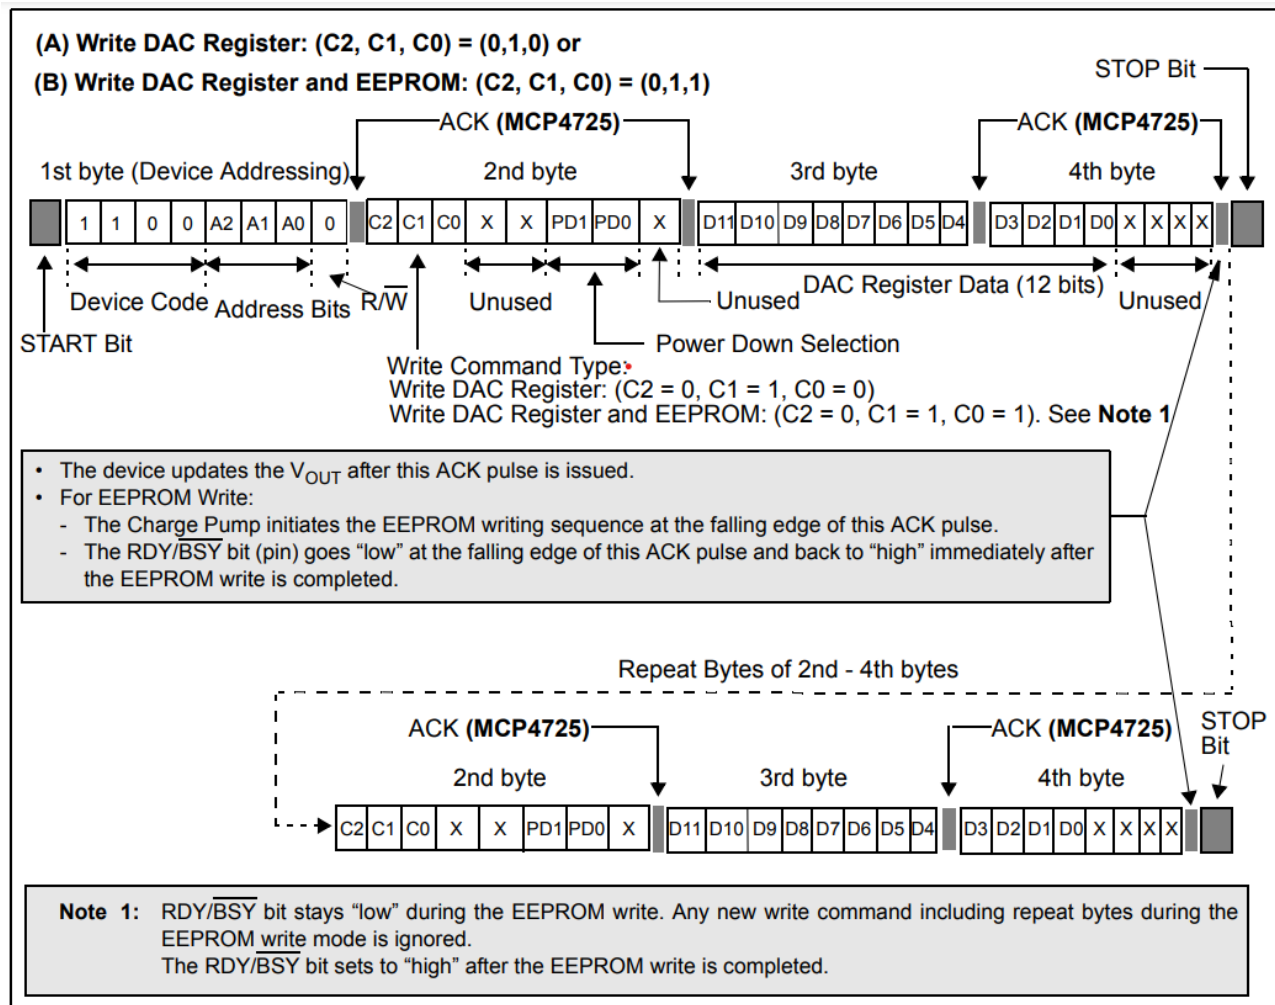 (A) Write DAC Register: (C2, C1, C0) = (0,1,0) or
(B) Write DAC Register and EEPROM: (C2, C1, C0) = (0,1,1)
STOP Bit
ACK (MCP4725)
ACK (MCP4725)
1st byte (Device Addressing)
2nd byte
3rd byte
4th byte
1 1 0 0 A2 A1 A0 0 C2 C1 C0 X X PD1 PD0 X D11 D10 D9 D8 D7 D6 D5 D4 D3 D2 D1 D0 X X X X
Device Code
Address Bits
R/W̅
Unused
Unused
DAC Register Data (12 bits)
Unused
START Bit
Power Down Selection
Write Command Type:
Write DAC Register: (C2 = 0, C1 = 1, C0 = 0)
Write DAC Register and EEPROM: (C2 = 0, C1 = 1, C0 = 1). See Note 1
• The device updates the VOUT after this ACK pulse is issued.
• For EEPROM Write:
- The Charge Pump initiates the EEPROM writing sequence at the falling edge of this ACK pulse.
- The RDY/B̅S̅Y̅ bit (pin) goes “low” at the falling edge of this ACK pulse and back to “high” immediately after
the EEPROM write is completed.
Repeat Bytes of 2nd - 4th bytes
ACK (MCP4725)
ACK (MCP4725)
STOP
Bit
2nd byte
3rd byte
4th byte
C2 C1 C0 X X PD1 PD0 X D11 D10 D9 D8 D7 D6 D5 D4 D3 D2 D1 D0 X X X X
Note 1: RDY/B̅S̅Y̅ bit stays “low” during the EEPROM write. Any new write command including repeat bytes during the
EEPROM write mode is ignored.
The RDY/B̅S̅Y̅ bit sets to “high” after the EEPROM write is completed.